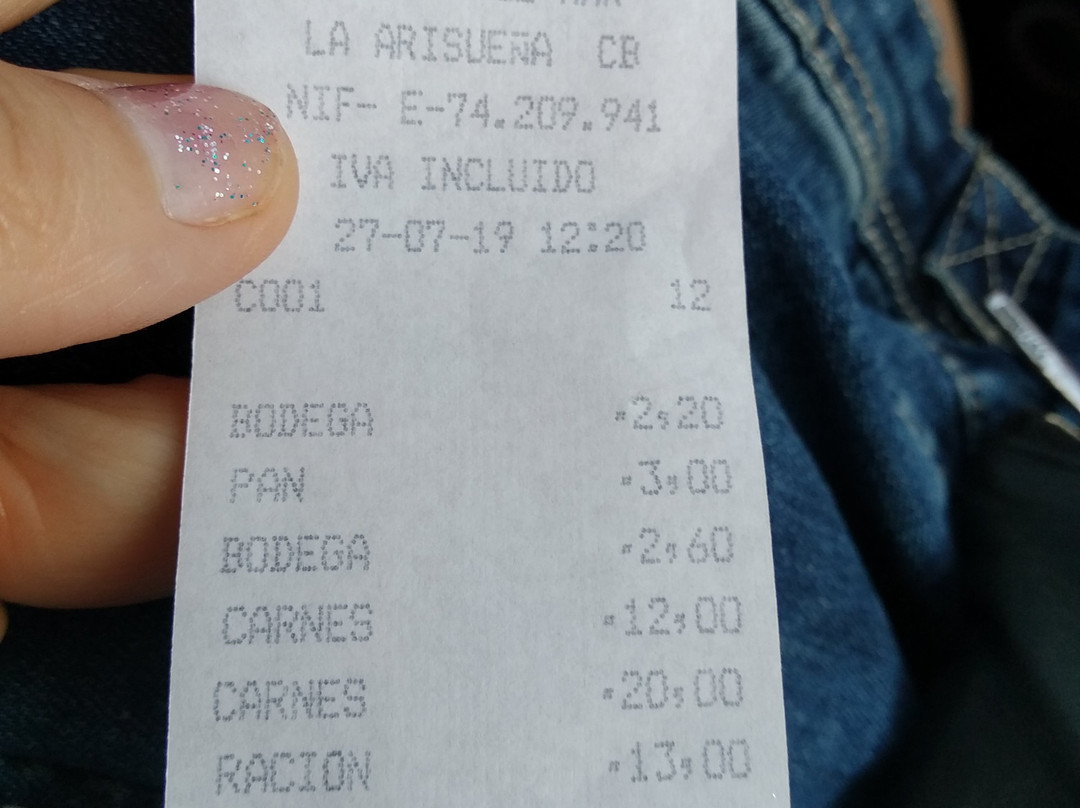 LA ARISUEÑA CB
NIF- E-74.209.941
IVA INCLUIDO
27-07-19 12:20
C001 12
BODEGA ·2,20
PAN ·3,00
BODEGA ·2,60
CARNES ·12,00
CARNES ·20,00
RACION ·13,00